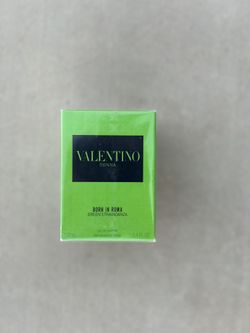 VALENTINO
DONNA
BORN IN ROMA
GREEN STRAVAGANZA